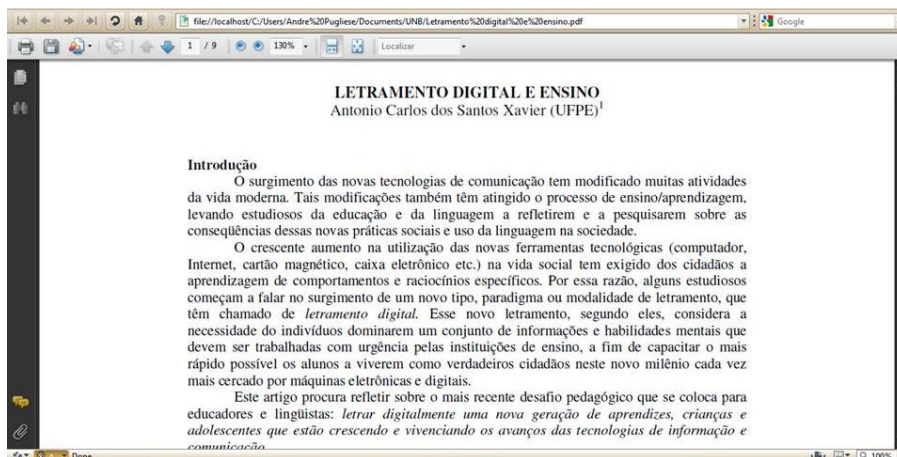 file://localhost/C:/Users/Andre%20Pugliese/Documents/UNB/Letramento%20digital%20e%20ensino.pdf
Google
1 / 9 130% Localizar
LETRAMENTO DIGITAL E ENSINO
Antonio Carlos dos Santos Xavier (UFPE)1
Introdução
O surgimento das novas tecnologias de comunicação tem modificado muitas atividades
da vida moderna. Tais modificações também têm atingido o processo de ensino/aprendizagem,
levando estudiosos da educação e da linguagem a refletirem e a pesquisarem sobre as
conseqüências dessas novas práticas sociais e uso da linguagem na sociedade.
O crescente aumento na utilização das novas ferramentas tecnológicas (computador,
Internet, cartão magnético, caixa eletrônico etc.) na vida social tem exigido dos cidadãos a
aprendizagem de comportamentos e raciocínios específicos. Por essa razão, alguns estudiosos
começam a falar no surgimento de um novo tipo, paradigma ou modalidade de letramento, que
têm chamado de letramento digital. Esse novo letramento, segundo eles, considera a
necessidade do indivíduos dominarem um conjunto de informações e habilidades mentais que
devem ser trabalhadas com urgência pelas instituições de ensino, a fim de capacitar o mais
rápido possível os alunos a viverem como verdadeiros cidadãos neste novo milênio cada vez
mais cercado por máquinas eletrônicas e digitais.
Este artigo procura refletir sobre o mais recente desafio pedagógico que se coloca para
educadores e lingüistas: letrar digitalmente uma nova geração de aprendizes, crianças e
adolescentes que estão crescendo e vivenciando os avanços das tecnologias de informação e
comunicação
Done 100%